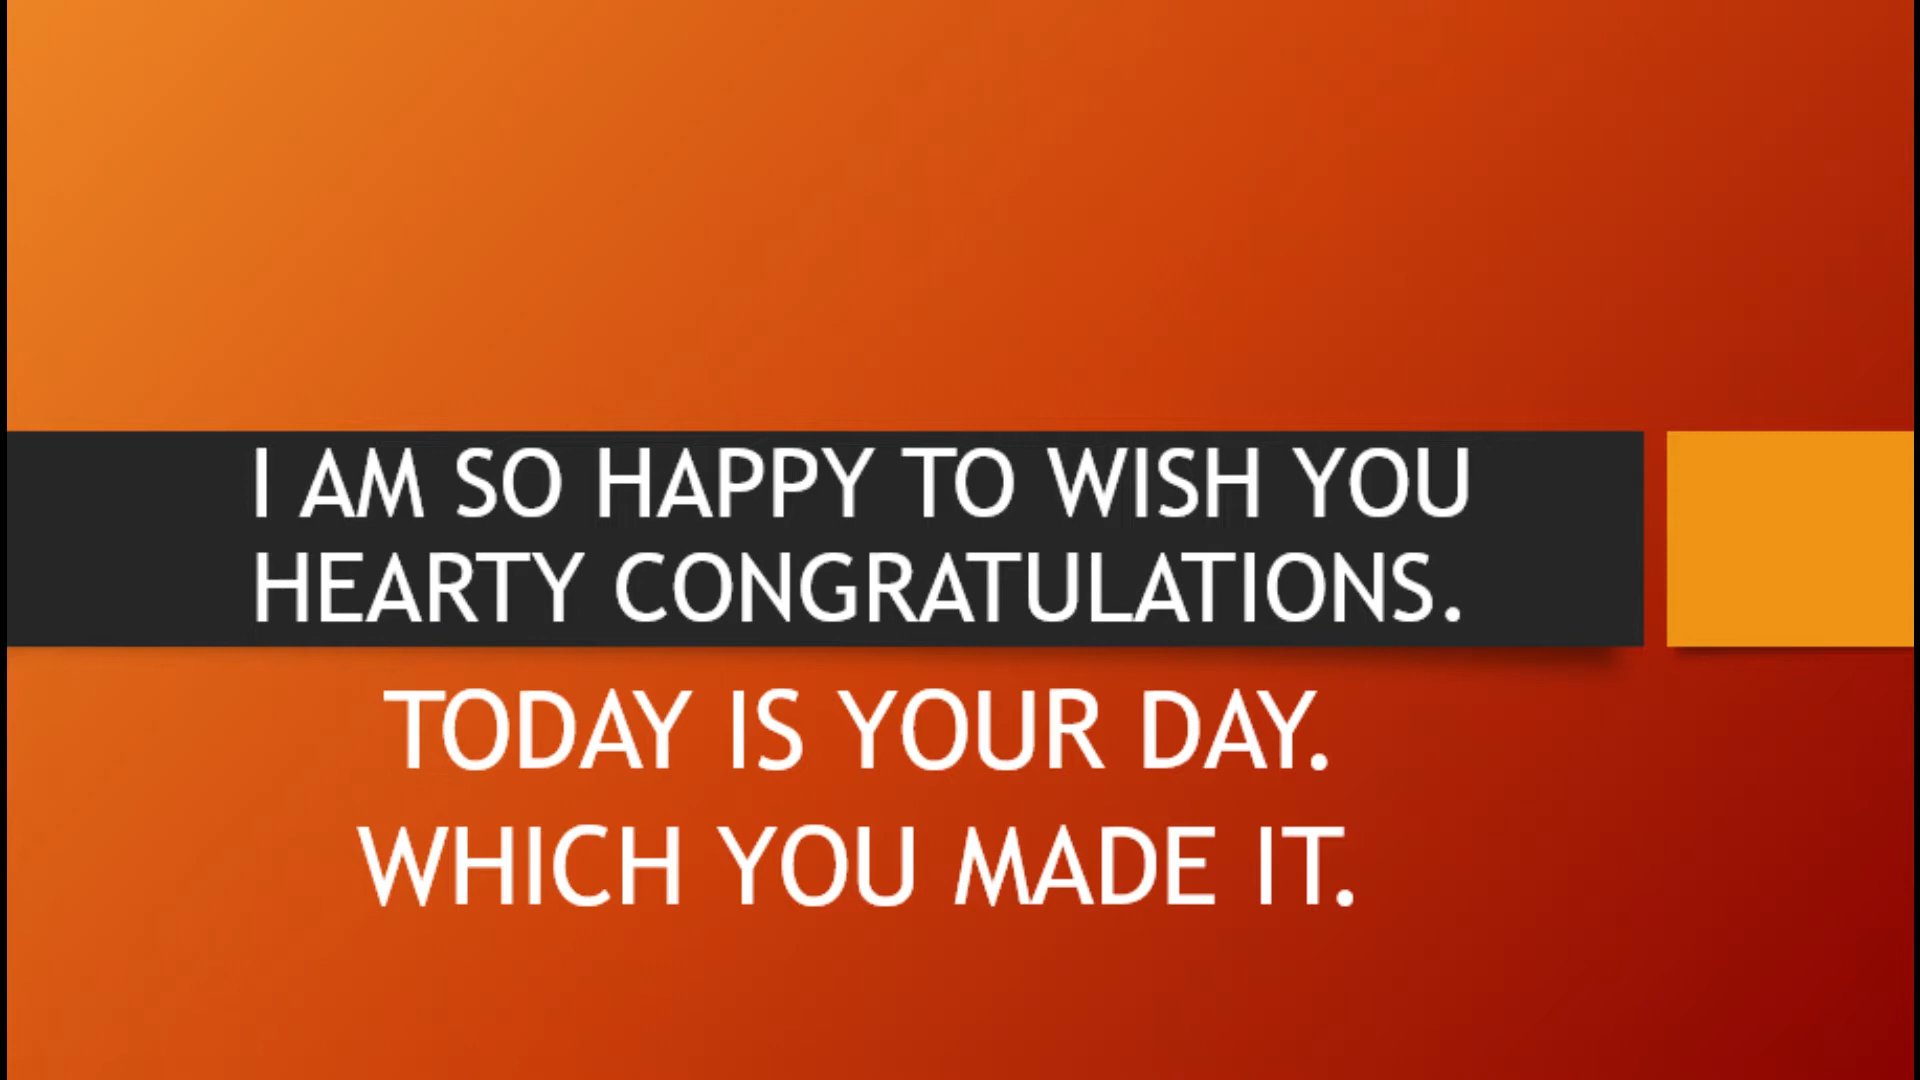 I AM SO HAPPY TO WISH YOU
HEARTY CONGRATULATIONS.
TODAY IS YOUR DAY.
WHICH YOU MADE IT.